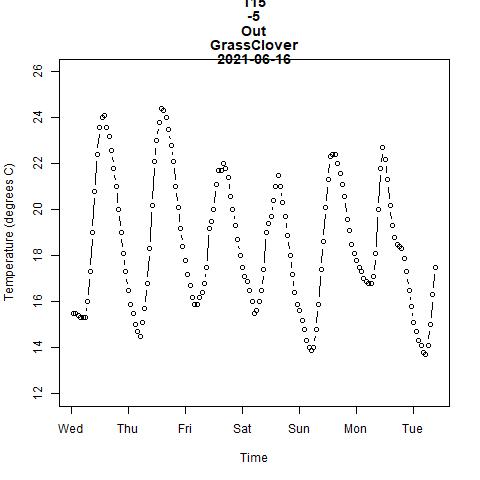 T15
-5
Out
GrassClover
2021-06-16
Temperature (degrees C)
26
24
22
20
18
16
14
12
Wed Thu Fri Sat Sun Mon Tue
Time